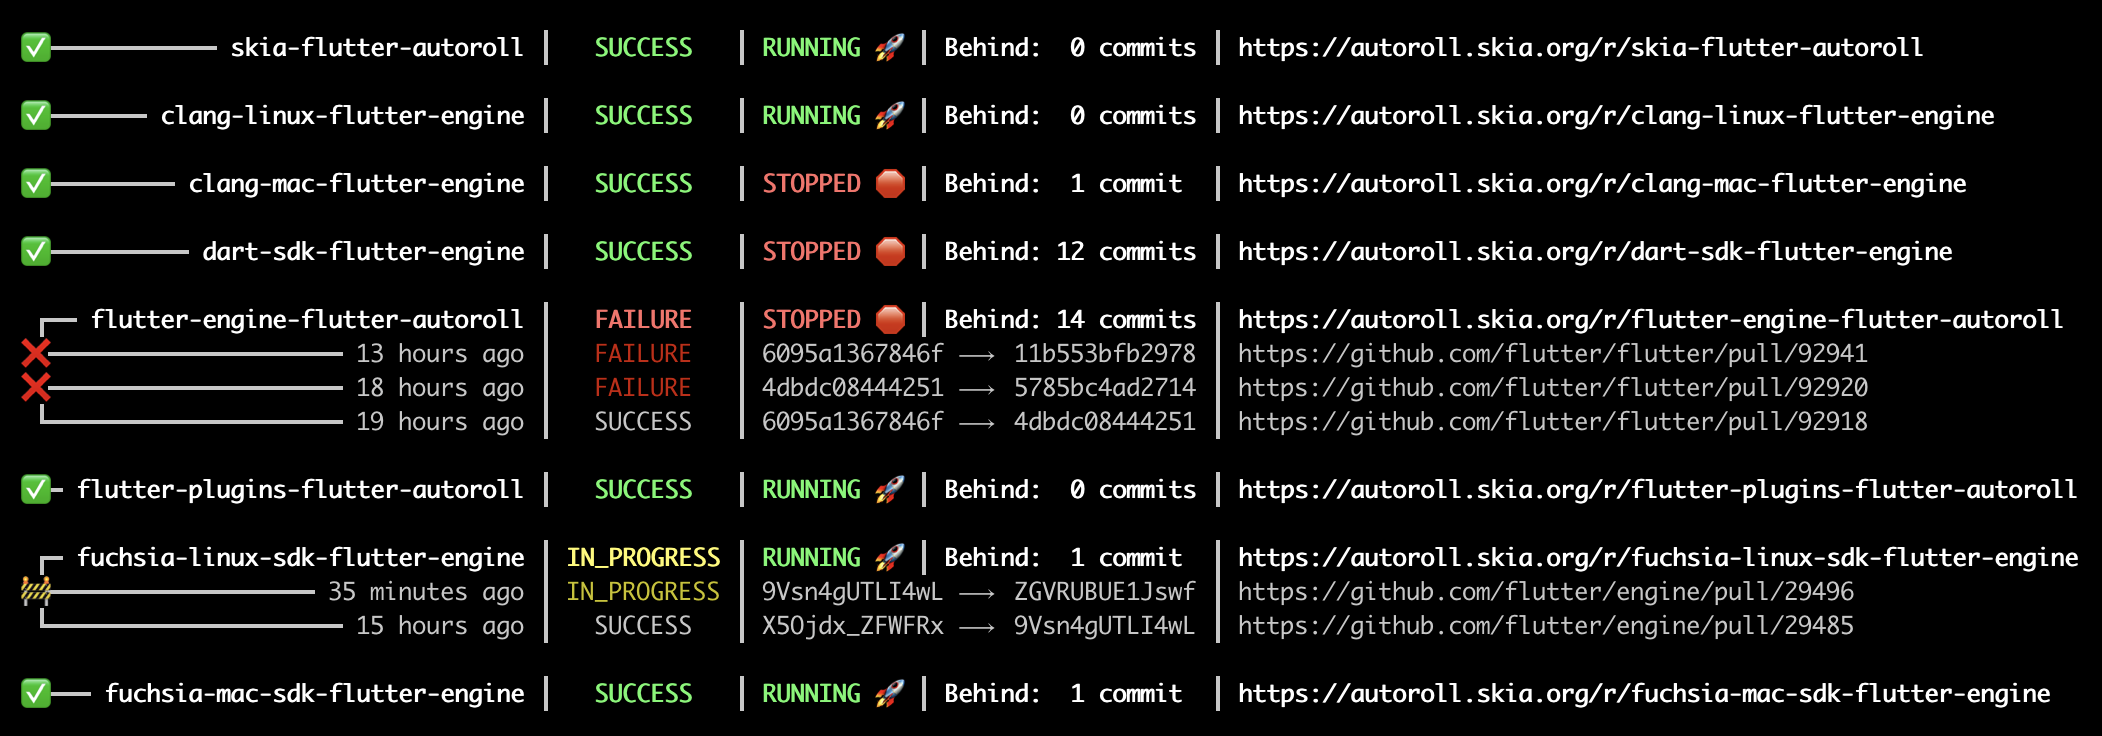 skia-flutter-autoroll | SUCCESS | RUNNING 🚀 | Behind: 0 commits | https://autoroll.skia.org/r/skia-flutter-autoroll
clang-linux-flutter-engine | SUCCESS | RUNNING 🚀 | Behind: 0 commits | https://autoroll.skia.org/r/clang-linux-flutter-engine
clang-mac-flutter-engine | SUCCESS | STOPPED 🛑 | Behind: 1 commit | https://autoroll.skia.org/r/clang-mac-flutter-engine
dart-sdk-flutter-engine | SUCCESS | STOPPED 🛑 | Behind: 12 commits | https://autoroll.skia.org/r/dart-sdk-flutter-engine
flutter-engine-flutter-autoroll | FAILURE | STOPPED 🛑 | Behind: 14 commits | https://autoroll.skia.org/r/flutter-engine-flutter-autoroll
13 hours ago | FAILURE | 6095a1367846f ⟶ 11b553bfb2978 | https://github.com/flutter/flutter/pull/92941
18 hours ago | FAILURE | 4dbdc08444251 ⟶ 5785bc4ad2714 | https://github.com/flutter/flutter/pull/92920
19 hours ago | SUCCESS | 6095a1367846f ⟶ 4dbdc08444251 | https://github.com/flutter/flutter/pull/92918
flutter-plugins-flutter-autoroll | SUCCESS | RUNNING 🚀 | Behind: 0 commits | https://autoroll.skia.org/r/flutter-plugins-flutter-autoroll
fuchsia-linux-sdk-flutter-engine | IN_PROGRESS | RUNNING 🚀 | Behind: 1 commit | https://autoroll.skia.org/r/fuchsia-linux-sdk-flutter-engine
35 minutes ago | IN_PROGRESS | 9Vsn4gUTLI4wL ⟶ ZGVRUBUE1Jswf | https://github.com/flutter/engine/pull/29496
15 hours ago | SUCCESS | X5Ojdx_ZFWFRx ⟶ 9Vsn4gUTLI4wL | https://github.com/flutter/engine/pull/29485
fuchsia-mac-sdk-flutter-engine | SUCCESS | RUNNING 🚀 | Behind: 1 commit | https://autoroll.skia.org/r/fuchsia-mac-sdk-flutter-engine